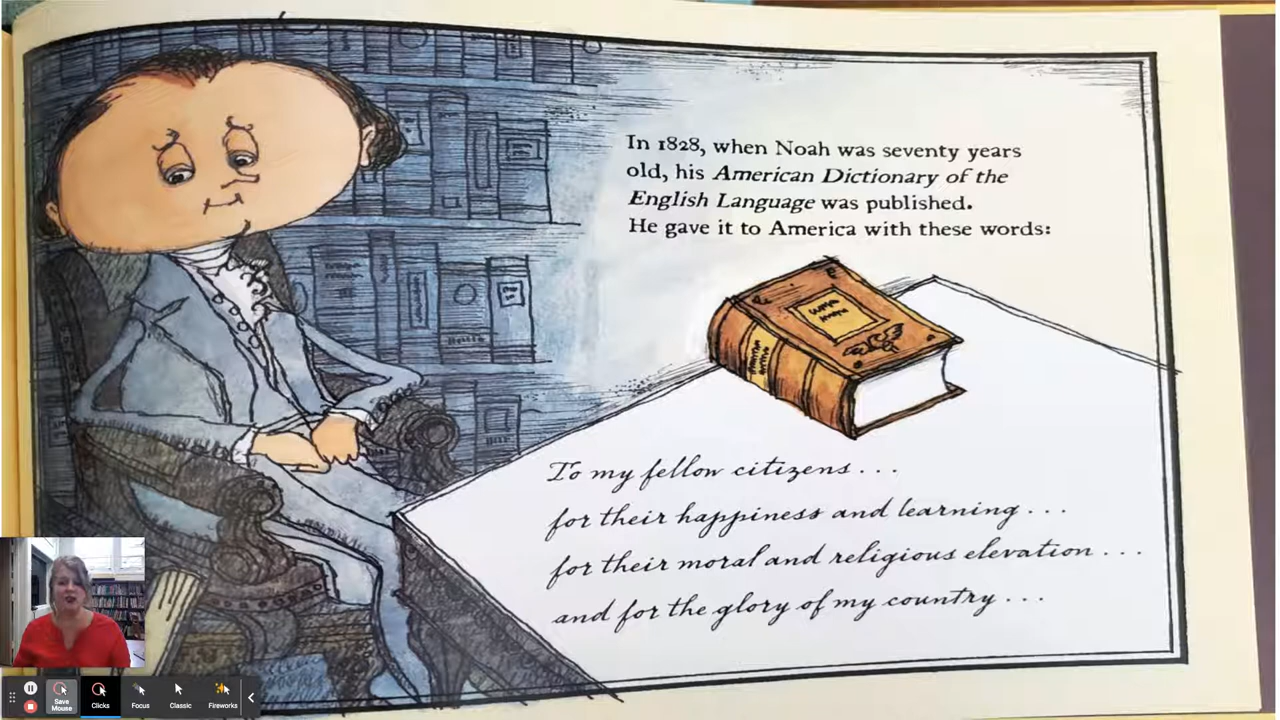 In 1828, when Noah was seventy years
old, his American Dictionary of the
English Language was published.
He gave it to America with these words:
To my fellow citizens . . .
for their happiness and learning . . .
for their moral and religious elevation . . .
and for the glory of my country . . .
Save Mouse
Clicks
Focus
Classic
Fireworks